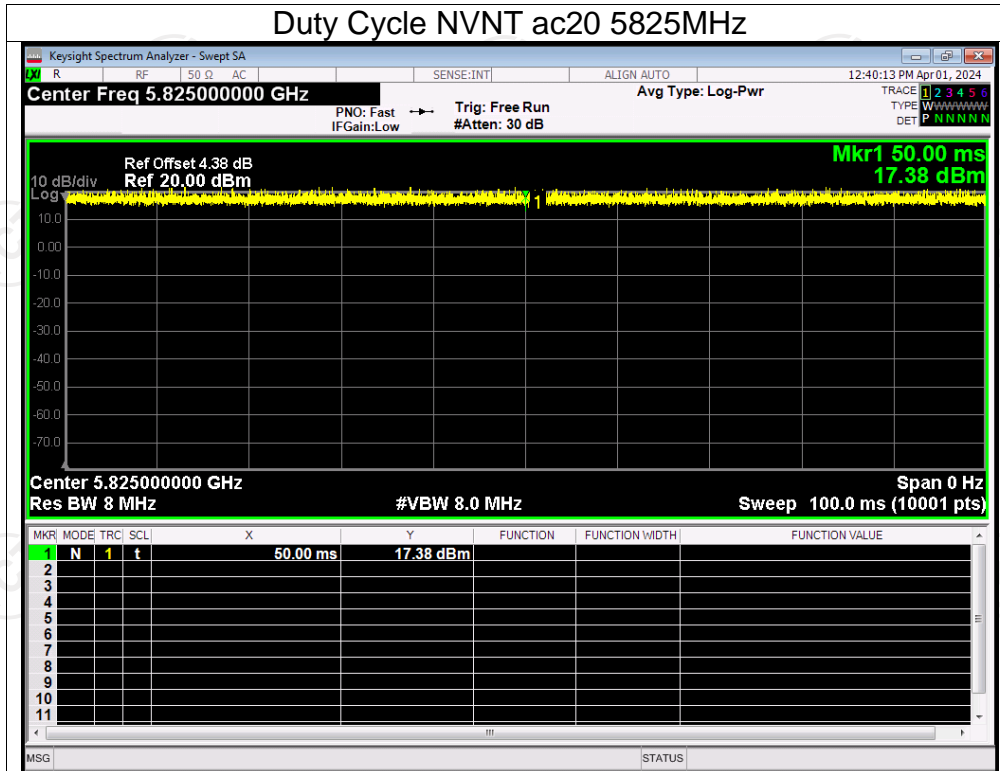 Duty Cycle NVNT ac20 5825MHz
Keysight Spectrum Analyzer - Swept SA
LXI R RF 50 Ω AC SENSE:INT ALIGN AUTO 12:40:13 PM Apr 01, 2024
Center Freq 5.825000000 GHz Avg Type: Log-Pwr TRACE 1 2 3 4 5 6
PNO: Fast Trig: Free Run TYPE WWWWWW
IFGain:Low #Atten: 30 dB DET P N N N N N
Mkr1 50.00 ms
Ref Offset 4.38 dB
10 dB/div Ref 20.00 dBm 17.38 dBm
Log
1
10.0
0.00
-10.0
-20.0
-30.0
-40.0
-50.0
-60.0
-70.0
Center 5.825000000 GHz Span 0 Hz
Res BW 8 MHz #VBW 8.0 MHz Sweep 100.0 ms (10001 pts)
MKR MODE TRC SCL X Y FUNCTION FUNCTION WIDTH FUNCTION VALUE
1 N 1 t 50.00 ms 17.38 dBm
2
3
4
5
6
7
8
9
10
11
MSG STATUS